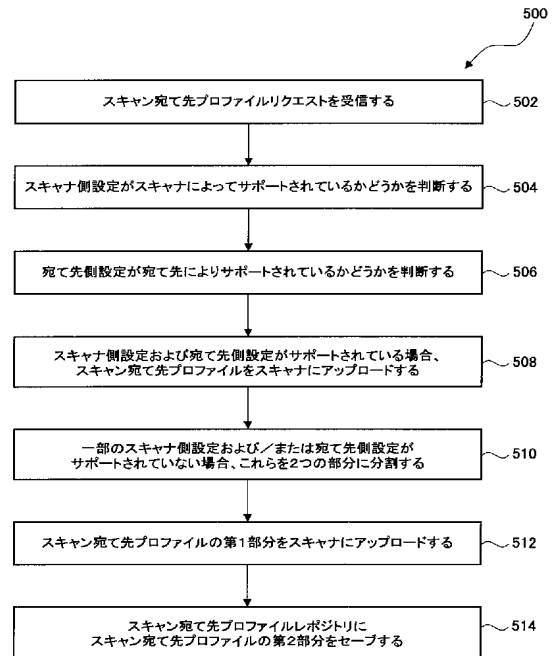 500
スキャン宛て先プロファイルリクエストを受信する
502
スキャナ側設定がスキャナによってサポートされているかどうかを判断する
504
宛て先側設定が宛て先によりサポートされているかどうかを判断する
506
スキャナ側設定および宛て先側設定がサポートされている場合、
スキャン宛て先プロファイルをスキャナにアップロードする
508
一部のスキャナ側設定および/または宛て先側設定が
サポートされていない場合、これらを2つの部分に分割する
510
スキャン宛て先プロファイルの第1部分をスキャナにアップロードする
512
スキャン宛て先プロファイルレポジトリに
スキャン宛て先プロファイルの第2部分をセーブする
514